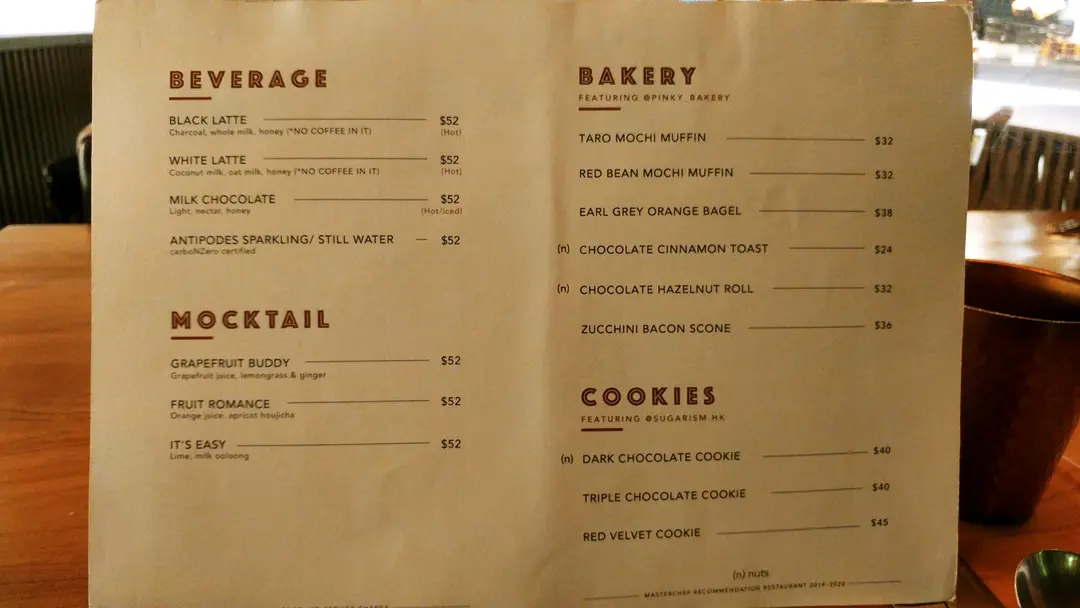 BEVERAGE
BLACK LATTE $52
Charcoal, whole milk, honey (*NO COFFEE IN IT) (Hot)
WHITE LATTE $52
Coconut milk, oat milk, honey (*NO COFFEE IN IT) (Hot)
MILK CHOCOLATE $52
Light, nectar, honey (Hot/iced)
ANTIPODES SPARKLING/ STILL WATER $52
carboNZero certified
MOCKTAIL
GRAPEFRUIT BUDDY $52
Grapefruit juice, lemongrass & ginger
FRUIT ROMANCE $52
Orange juice, apricot houjicha
IT'S EASY $52
Lime, milk ooloong
BAKERY
FEATURING @PINKY_BAKERY
TARO MOCHI MUFFIN $32
RED BEAN MOCHI MUFFIN $32
EARL GREY ORANGE BAGEL $38
(n) CHOCOLATE CINNAMON TOAST $24
(n) CHOCOLATE HAZELNUT ROLL $32
ZUCCHINI BACON SCONE $36
COOKIES
FEATURING @SUGARISM.HK
(n) DARK CHOCOLATE COOKIE $40
TRIPLE CHOCOLATE COOKIE $40
RED VELVET COOKIE $45
(n) nuts
MASTERCHEF RECOMMENDATION RESTAURANT 2019-2020